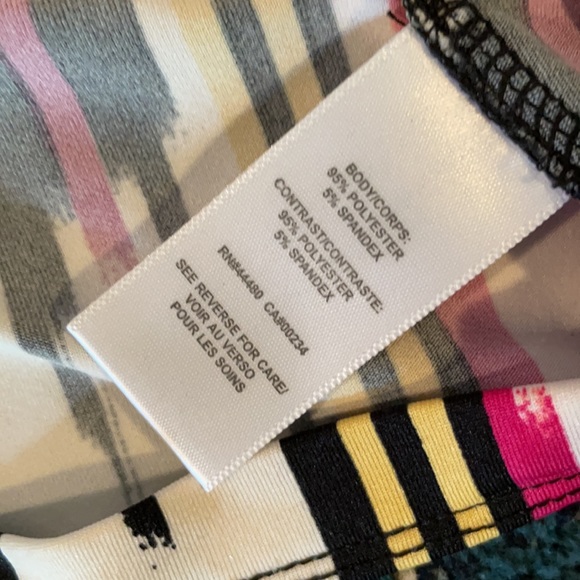 BODY/CORPS:
95% POLYESTER
5% SPANDEX
CONTRAST/CONTRASTE:
95% POLYESTER
5% SPANDEX
RN#44480 CA#00234
SEE REVERSE FOR CARE/
VOIR AU VERSO
POUR LES SOINS